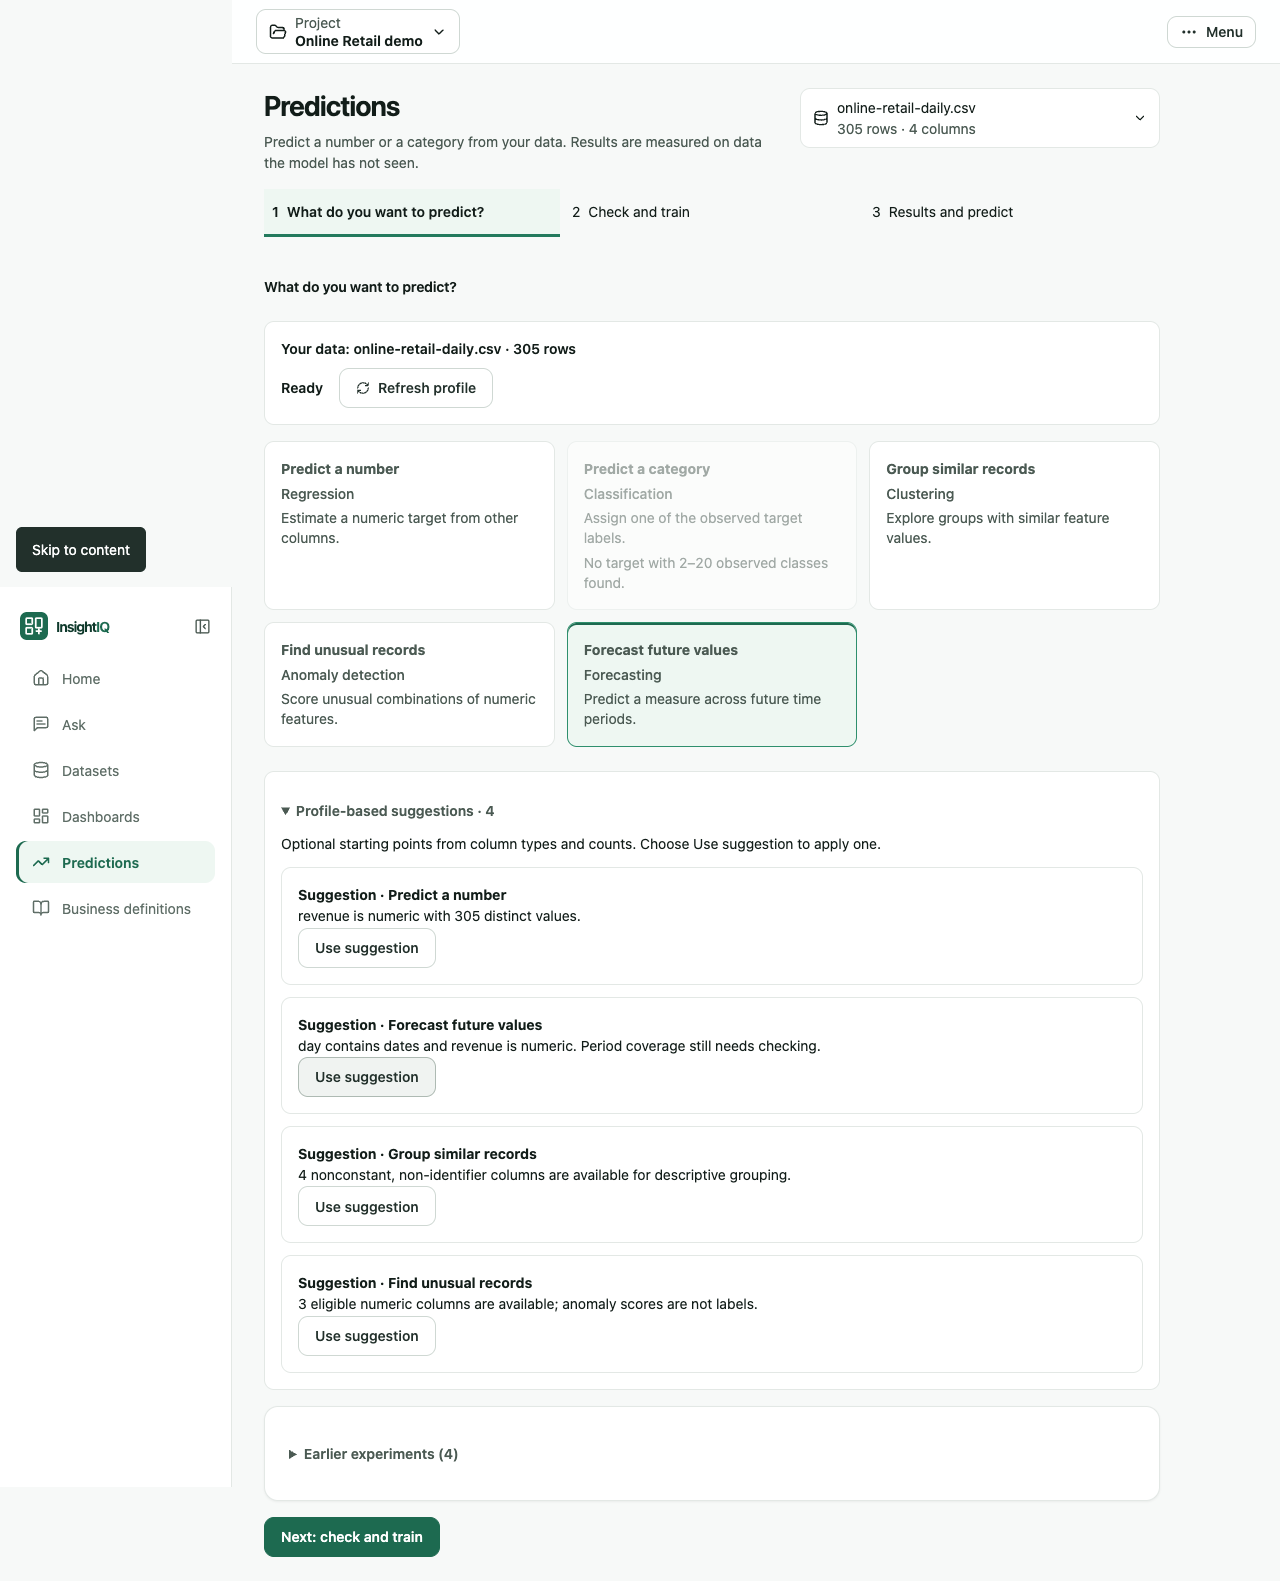 Project
Online Retail demo
Menu
Predictions
Predict a number or a category from your data. Results are measured on data
the model has not seen.
online-retail-daily.csv
305 rows · 4 columns
1 What do you want to predict?
2 Check and train
3 Results and predict
What do you want to predict?
Your data: online-retail-daily.csv · 305 rows
Ready
Refresh profile
Predict a number
Regression
Estimate a numeric target from other
columns.
Predict a category
Classification
Assign one of the observed target
labels.
No target with 2–20 observed classes
found.
Group similar records
Clustering
Explore groups with similar feature
values.
Find unusual records
Anomaly detection
Score unusual combinations of numeric
features.
Forecast future values
Forecasting
Predict a measure across future time
periods.
Skip to content
InsightIQ
Home
Ask
Datasets
Dashboards
Predictions
Business definitions
Profile-based suggestions · 4
Optional starting points from column types and counts. Choose Use suggestion to apply one.
Suggestion · Predict a number
revenue is numeric with 305 distinct values.
Use suggestion
Suggestion · Forecast future values
day contains dates and revenue is numeric. Period coverage still needs checking.
Use suggestion
Suggestion · Group similar records
4 nonconstant, non-identifier columns are available for descriptive grouping.
Use suggestion
Suggestion · Find unusual records
3 eligible numeric columns are available; anomaly scores are not labels.
Use suggestion
Earlier experiments (4)
Next: check and train